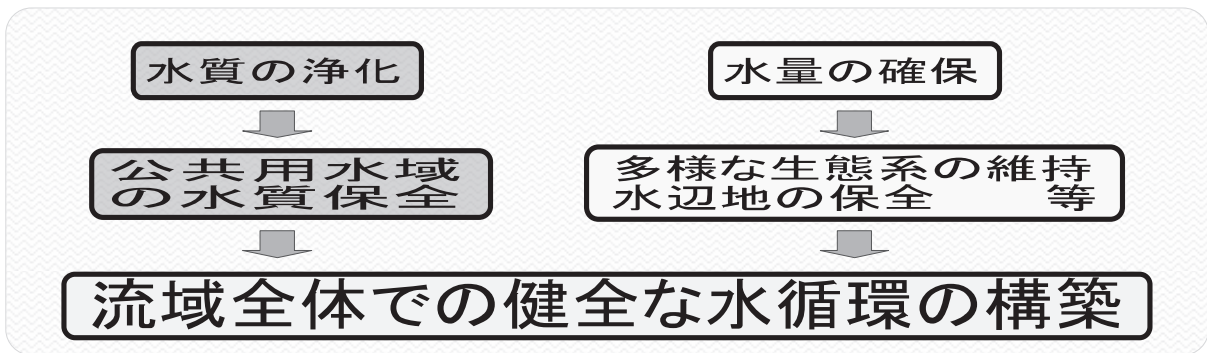 水質の浄化
水量の確保
公共用水域
の水質保全
多様な生態系の維持
水辺地の保全　　等
流域全体での健全な水循環の構築